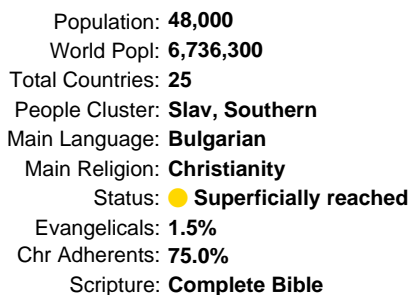 Population: 48,000
World Popl: 6,736,300
Total Countries: 25
People Cluster: Slav, Southern
Main Language: Bulgarian
Main Religion: Christianity
Status: Superficially reached
Evangelicals: 1.5%
Chr Adherents: 75.0%
Scripture: Complete Bible